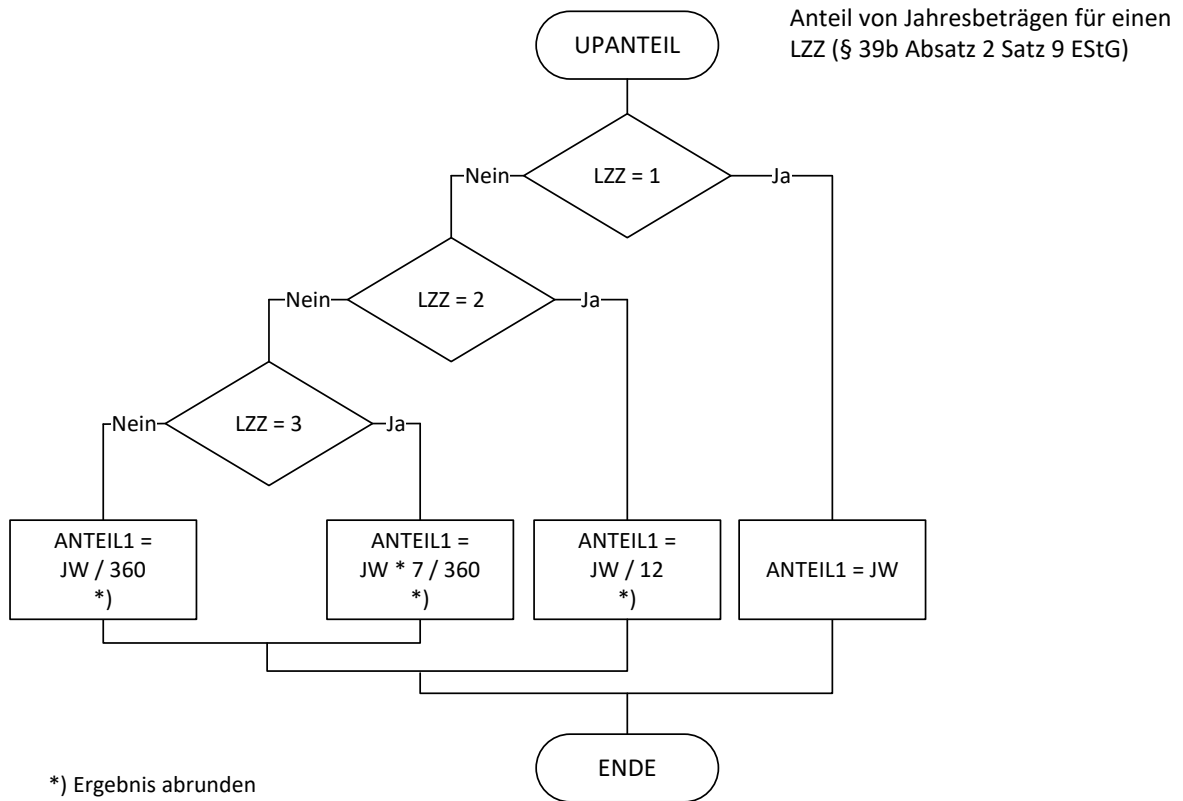 Anteil von Jahresbeträgen für einen
LZZ (§ 39b Absatz 2 Satz 9 EStG)
UPANTEIL
Nein
LZZ = 1
Ja
Nein
LZZ = 2
Ja
Nein
LZZ = 3
Ja
ANTEIL1 =
JW / 360
*)
ANTEIL1 =
JW * 7 / 360
*)
ANTEIL1 =
JW / 12
*)
ANTEIL1 = JW
ENDE
*) Ergebnis abrunden